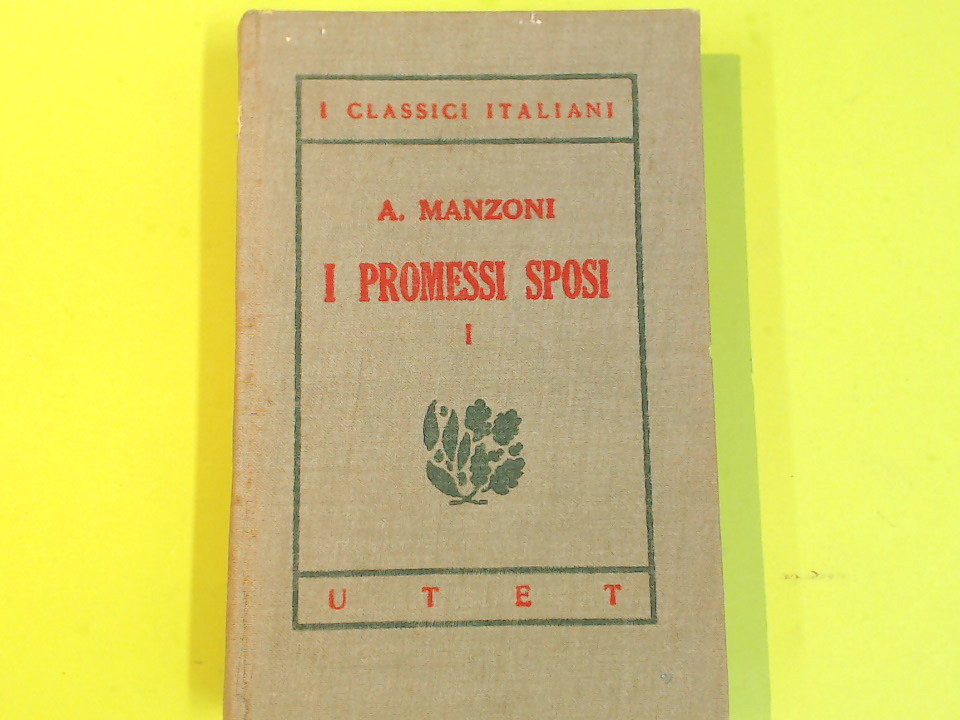 I CLASSICI ITALIANI
A. MANZONI
I PROMESSI SPOSI
I
U T E T